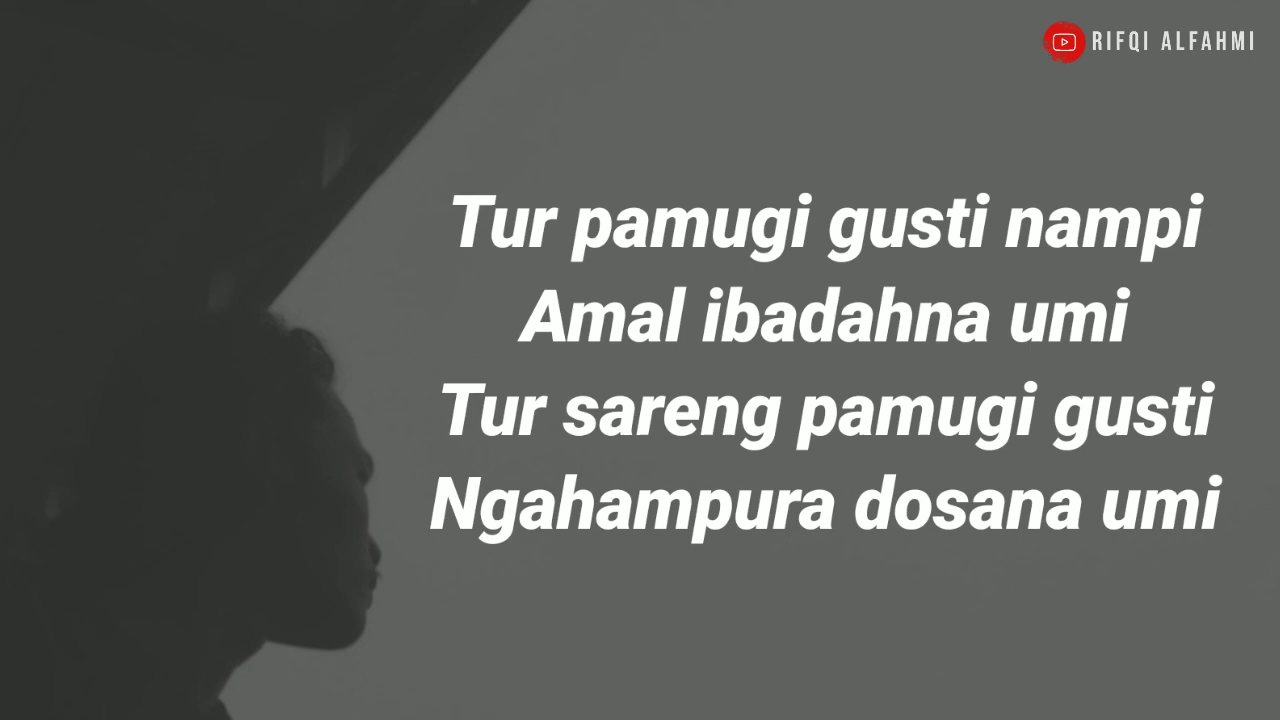 RIFQI ALFAHMI
Tur pamugi gusti nampi
Amal ibadahna umi
Tur sareng pamugi gusti
Ngahampura dosana umi